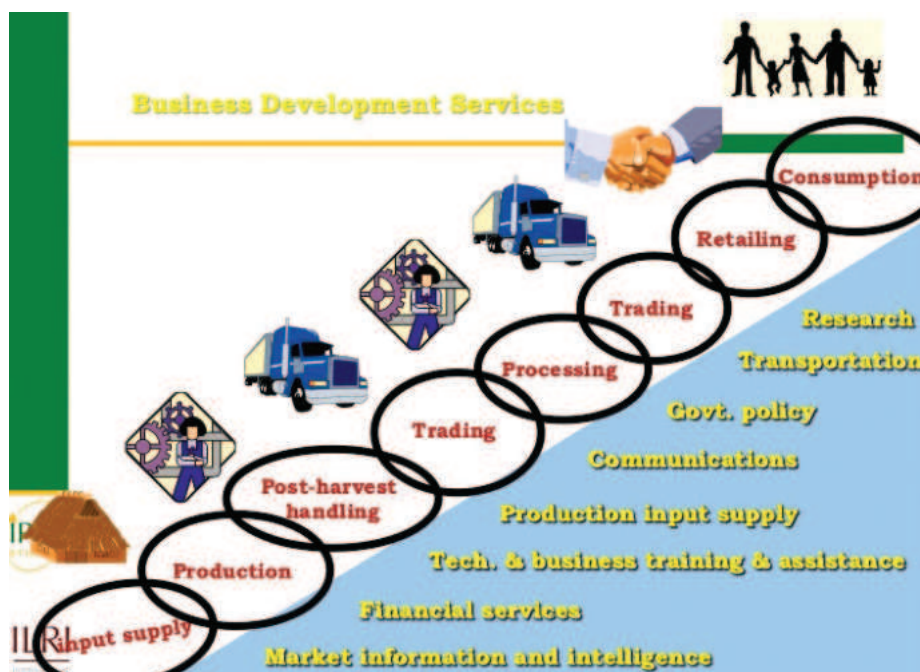 Business Development Services
Consumption
Retailing
Trading
Research
Processing
Transportation
Trading
Govt. policy
Communications
Post-harvest
handling
Production input supply
Production
Tech. & business training & assistance
Financial services
input supply
ILRI
Market information and intelligence